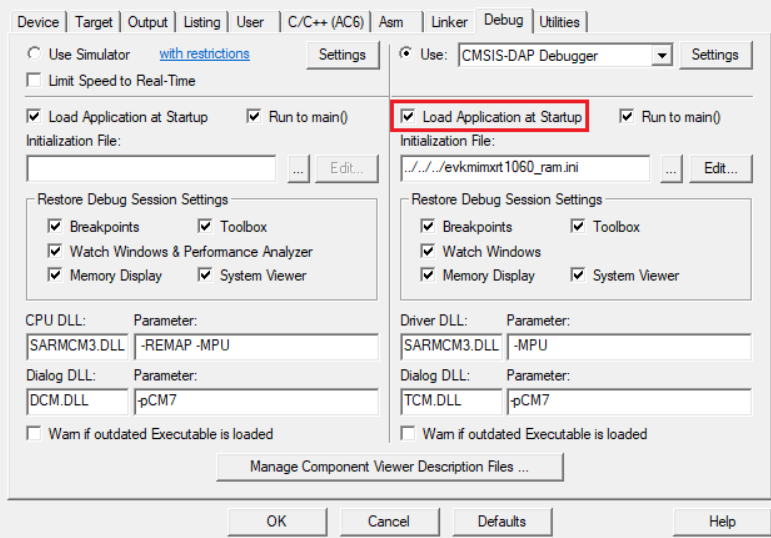 Device Target Output Listing User C/C++ (AC6) Asm Linker Debug Utilities
Use Simulator with restrictions Settings
Limit Speed to Real-Time
Load Application at Startup Run to main()
Initialization File:
... Edit...
Restore Debug Session Settings
Breakpoints Toolbox
Watch Windows & Performance Analyzer
Memory Display System Viewer
CPU DLL: Parameter:
SARMCM3.DLL -REMAP -MPU
Dialog DLL: Parameter:
DCM.DLL -pCM7
Warn if outdated Executable is loaded
Use: CMSIS-DAP Debugger Settings
Load Application at Startup Run to main()
Initialization File:
../../../evkmimxrt1060_ram.ini ... Edit...
Restore Debug Session Settings
Breakpoints Toolbox
Watch Windows
Memory Display System Viewer
Driver DLL: Parameter:
SARMCM3.DLL -MPU
Dialog DLL: Parameter:
TCM.DLL -pCM7
Warn if outdated Executable is loaded
Manage Component Viewer Description Files ...
OK Cancel Defaults Help